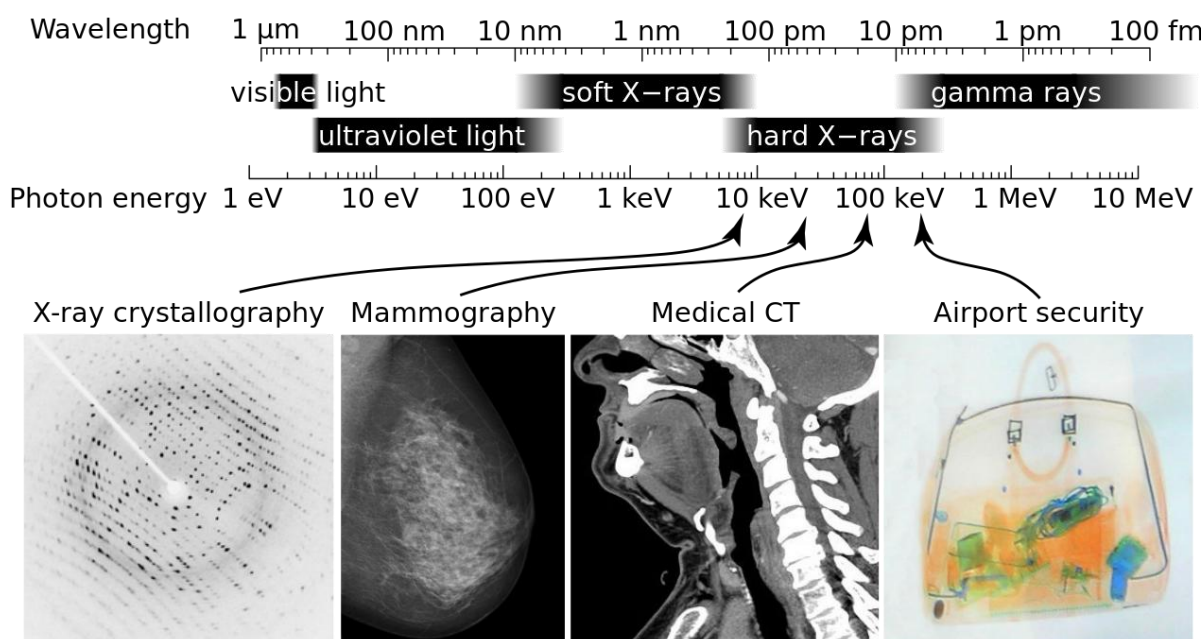 Wavelength 1 μm 100 nm 10 nm 1 nm 100 pm 10 pm 1 pm 100 fm
visible light soft X−rays gamma rays
ultraviolet light hard X−rays
Photon energy 1 eV 10 eV 100 eV 1 keV 10 keV 100 keV 1 MeV 10 MeV
X-ray crystallography Mammography Medical CT Airport security